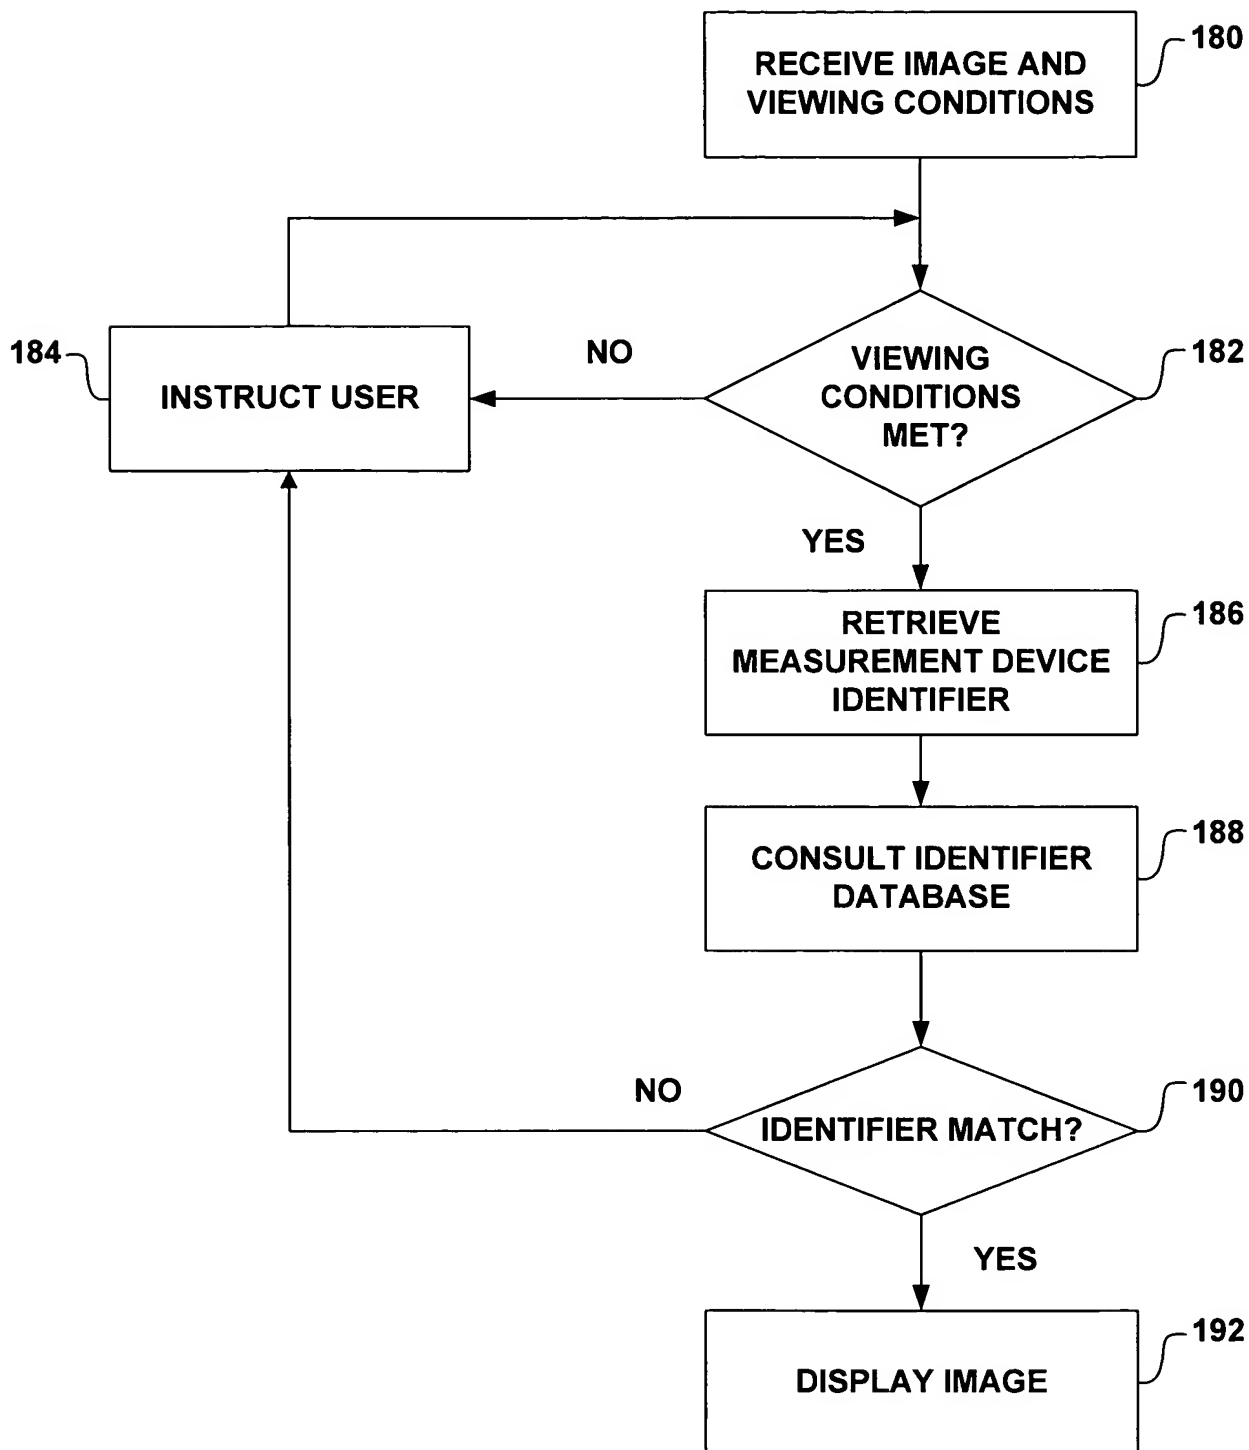 RECEIVE IMAGE AND
VIEWING CONDITIONS
180
VIEWING
CONDITIONS
MET?
182
NO
184
INSTRUCT USER
YES
RETRIEVE
MEASUREMENT DEVICE
IDENTIFIER
186
CONSULT IDENTIFIER
DATABASE
188
IDENTIFIER MATCH?
190
NO
YES
DISPLAY IMAGE
192